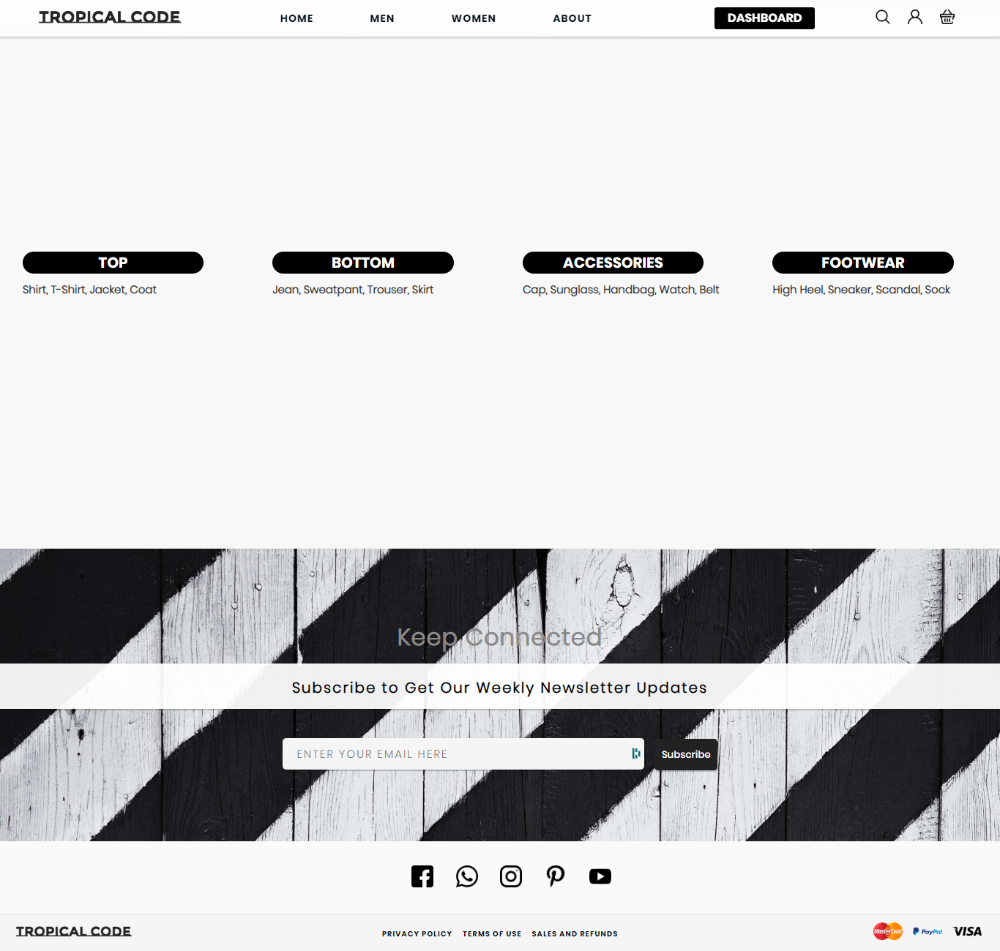 TROPICAL CODE
HOME MEN WOMEN ABOUT
DASHBOARD
TOP
Shirt, T-Shirt, Jacket, Coat
BOTTOM
Jean, Sweatpant, Trouser, Skirt
ACCESSORIES
Cap, Sunglass, Handbag, Watch, Belt
FOOTWEAR
High Heel, Sneaker, Scandal, Sock
Keep Connected
Subscribe to Get Our Weekly Newsletter Updates
ENTER YOUR EMAIL HERE
Subscribe
TROPICAL CODE
PRIVACY POLICY TERMS OF USE SALES AND REFUNDS
MasterCard PayPal VISA